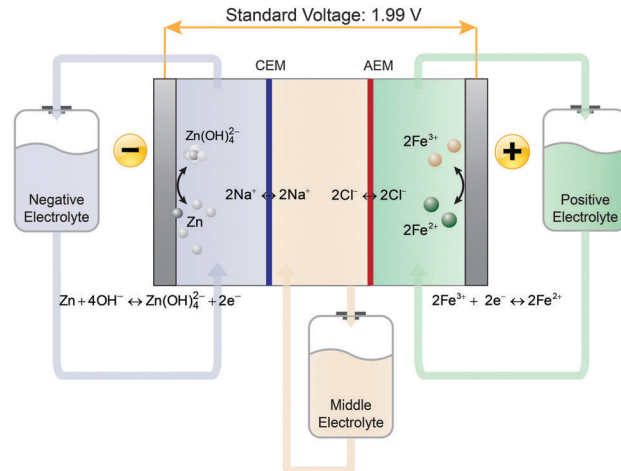 Standard Voltage: 1.99 V
CEM
AEM
−
+
Zn(OH)₄²⁻
Zn
2Na⁺ ↔ 2Na⁺
2Cl⁻ ↔ 2Cl⁻
2Fe³⁺
2Fe²⁺
Negative
Electrolyte
Positive
Electrolyte
Zn + 4OH⁻ ↔ Zn(OH)₄²⁻ + 2e⁻
2Fe³⁺ + 2e⁻ ↔ 2Fe²⁺
Middle
Electrolyte